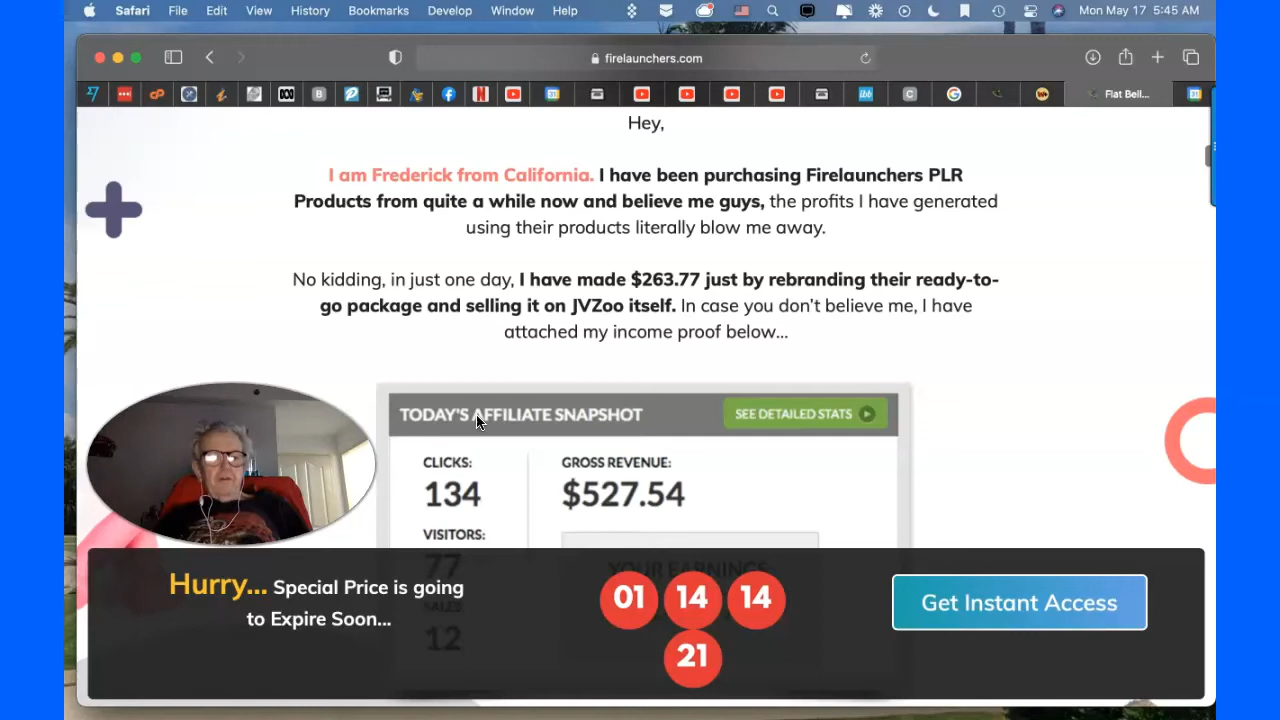 Safari File Edit View History Bookmarks Develop Window Help Mon May 17 5:45 AM
firelaunchers.com
Flat Bell...
Hey,
I am Frederick from California. I have been purchasing Firelaunchers PLR
Products from quite a while now and believe me guys, the profits I have generated
using their products literally blow me away.
No kidding, in just one day, I have made $263.77 just by rebranding their ready-to-
go package and selling it on JVZoo itself. In case you don't believe me, I have
attached my income proof below...
TODAY'S AFFILIATE SNAPSHOT SEE DETAILED STATS
CLICKS: GROSS REVENUE:
134 $527.54
VISITORS:
77 YOUR EARNINGS
SALES
12
Hurry... Special Price is going
to Expire Soon...
01 14 14
21
Get Instant Access